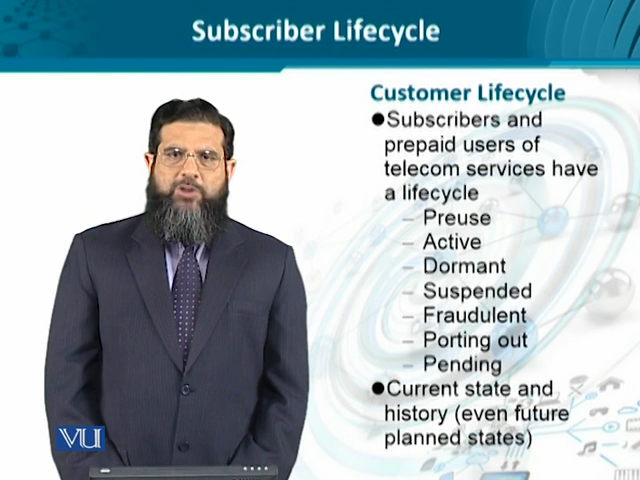 Subscriber Lifecycle
Customer Lifecycle
●Subscribers and
prepaid users of
telecom services have
a lifecycle
– Preuse
– Active
– Dormant
– Suspended
– Fraudulent
– Porting out
– Pending
●Current state and
history (even future
planned states)
VU